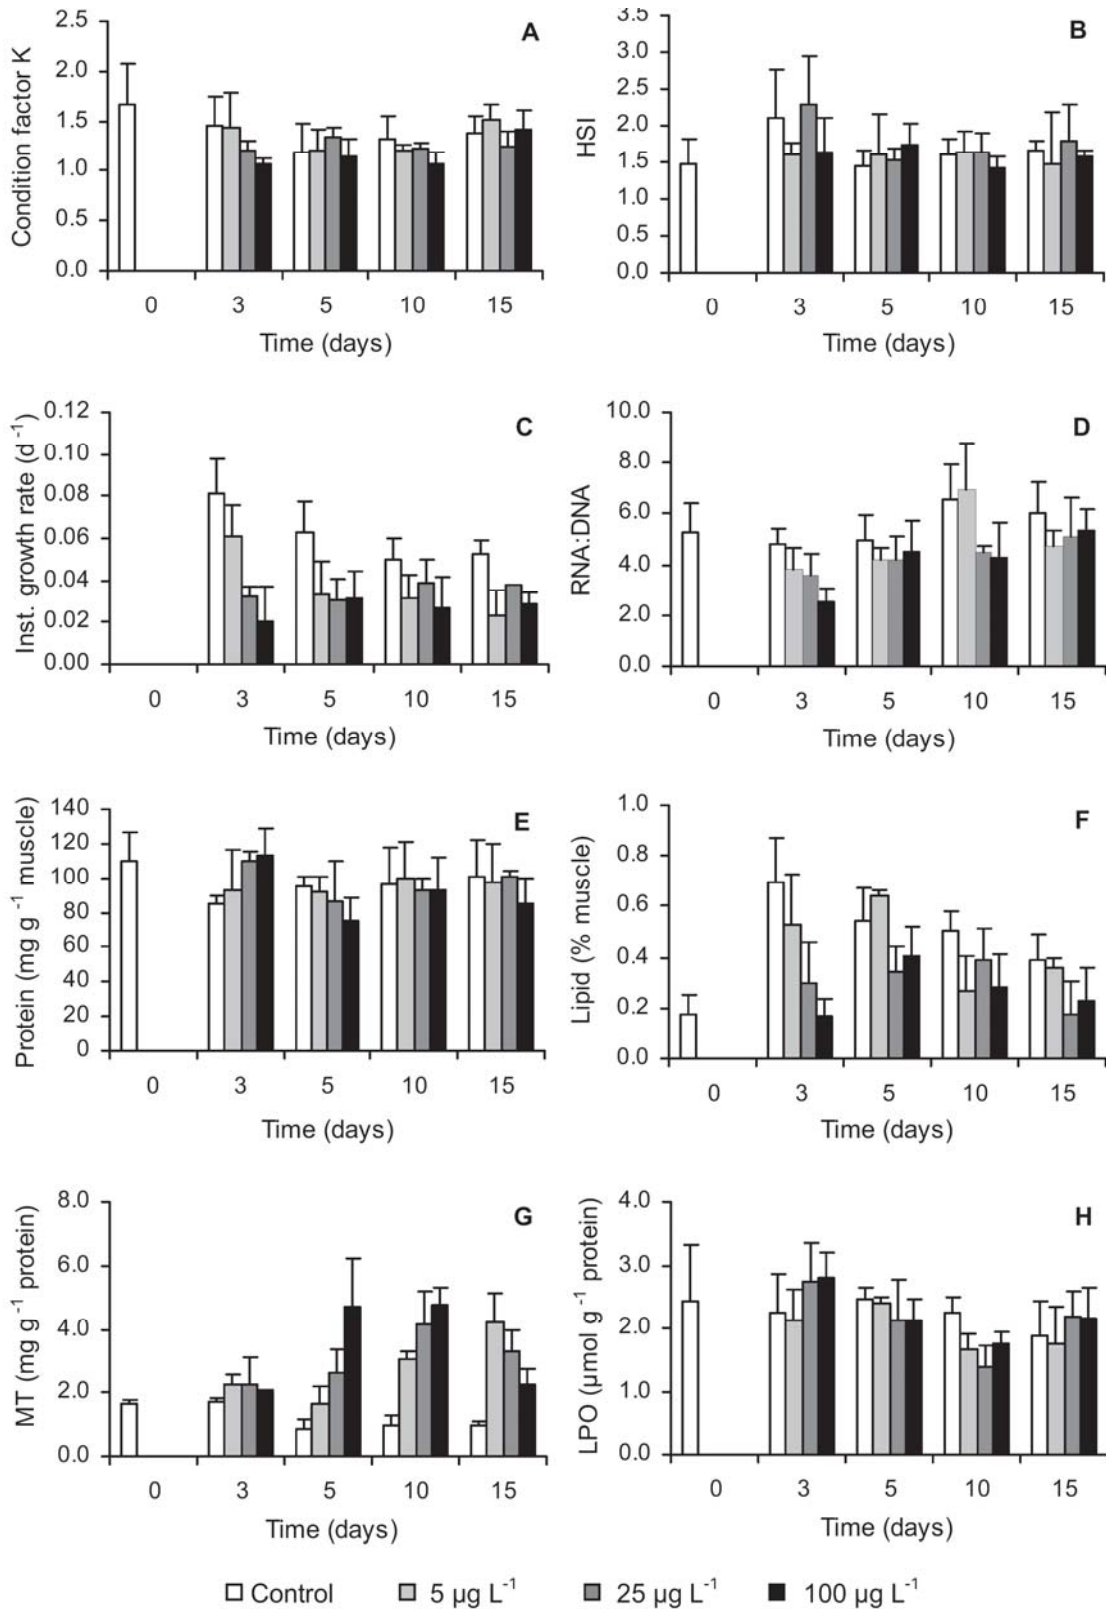 A
Condition factor K
2.5
2.0
1.5
1.0
0.5
0.0
0 3 5 10 15
Time (days)
B
HSI
3.5
3.0
2.5
2.0
1.5
1.0
0.5
0.0
0 3 5 10 15
Time (days)
C
Inst. growth rate (d⁻¹)
0.12
0.10
0.08
0.06
0.04
0.02
0.00
0 3 5 10 15
Time (days)
D
RNA:DNA
10.0
8.0
6.0
4.0
2.0
0.0
0 3 5 10 15
Time (days)
E
Protein (mg g⁻¹ muscle)
140
120
100
80
60
40
20
0
0 3 5 10 15
Time (days)
F
Lipid (% muscle)
1.0
0.8
0.6
0.4
0.2
0.0
0 3 5 10 15
Time (days)
G
MT (mg g⁻¹ protein)
8.0
6.0
4.0
2.0
0.0
0 3 5 10 15
Time (days)
H
LPO (µmol g⁻¹ protein)
4.0
3.0
2.0
1.0
0.0
0 3 5 10 15
Time (days)
Control 5 µg L⁻¹ 25 µg L⁻¹ 100 µg L⁻¹